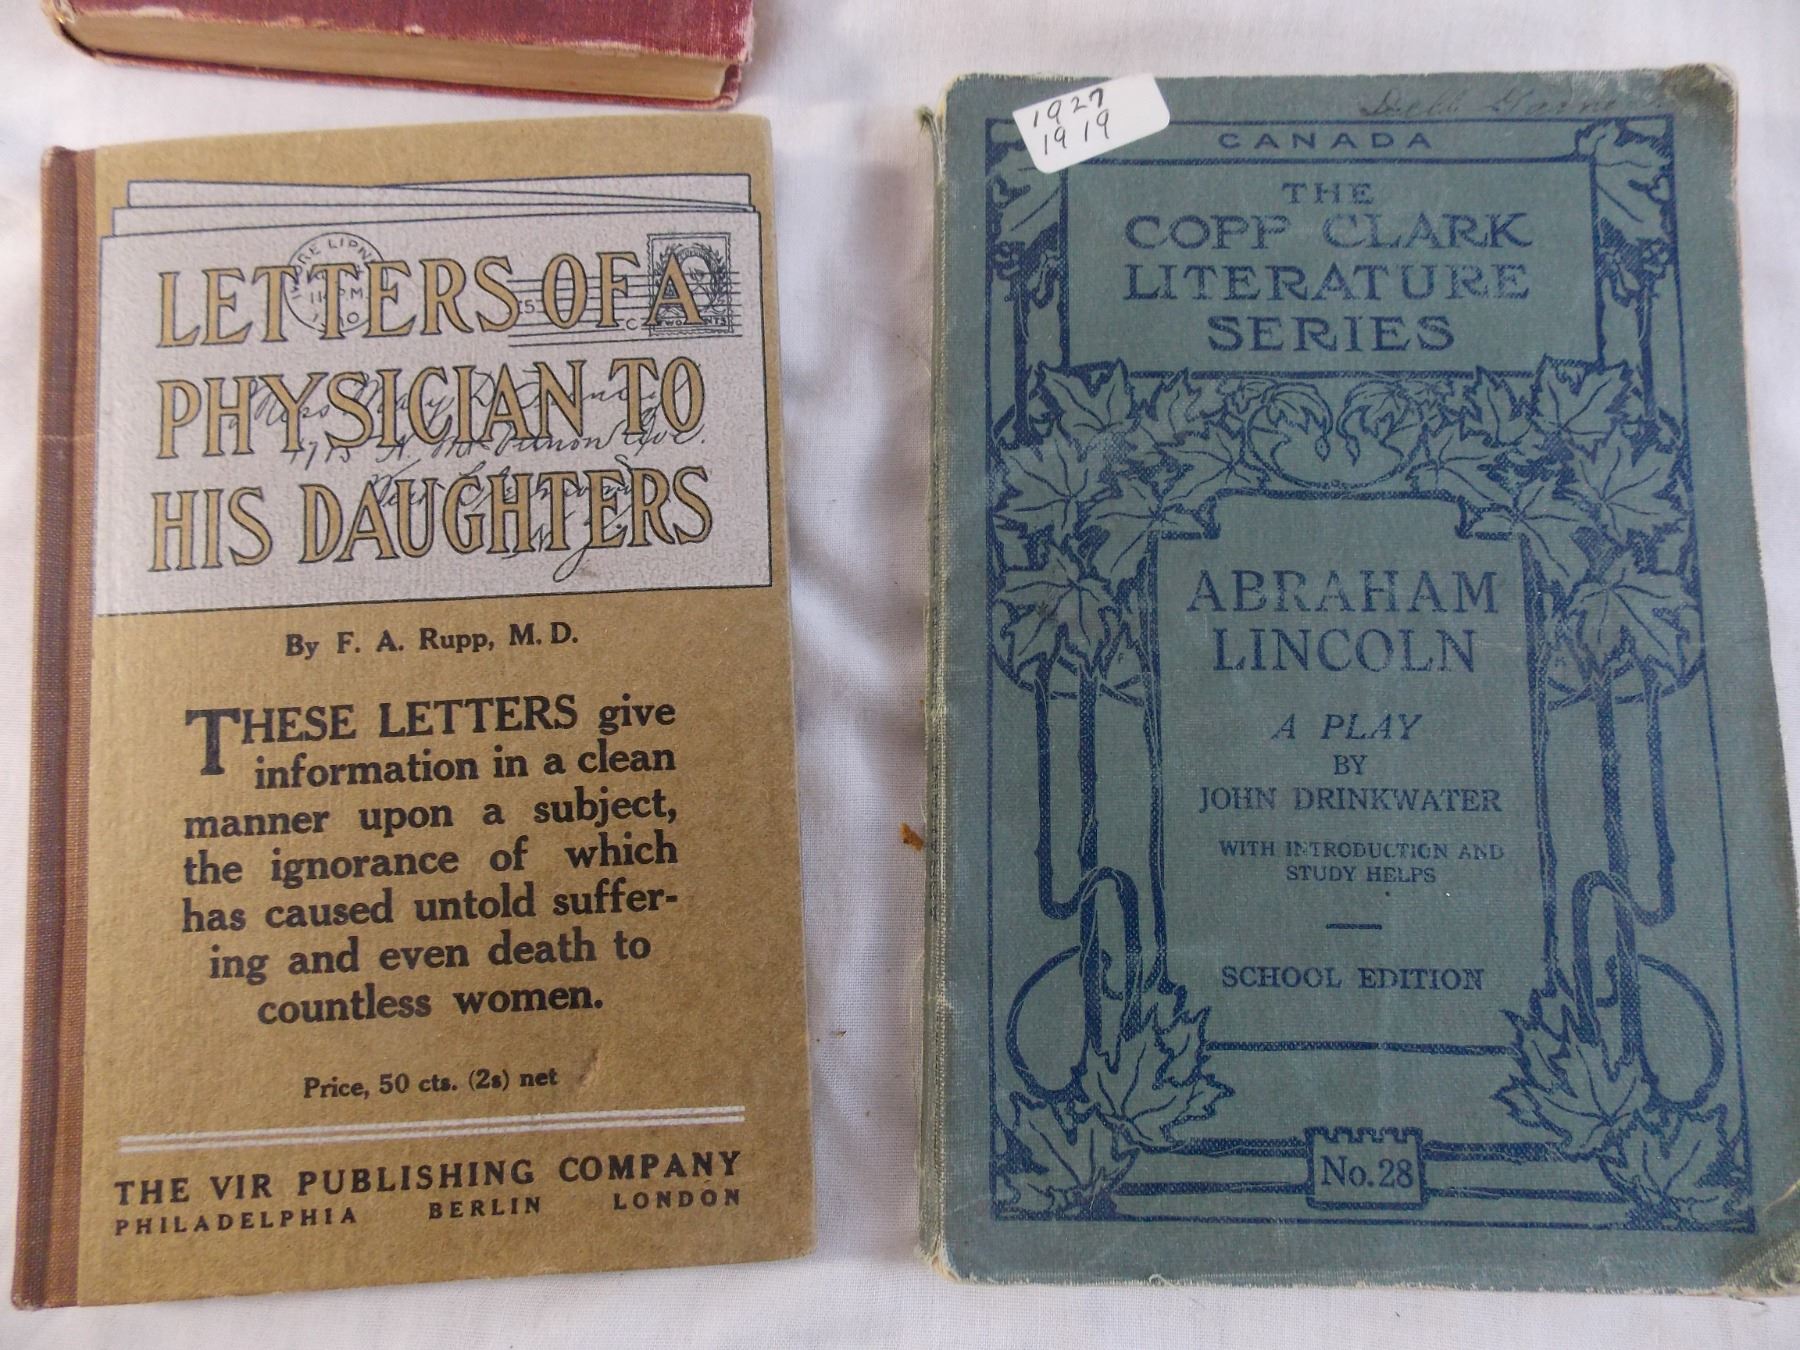 LETTERS OF A
PHYSICIAN TO
HIS DAUGHTERS
11 P.M.
TWO CENTS
By F. A. Rupp, M. D.
THESE LETTERS give
information in a clean
manner upon a subject,
the ignorance of which
has caused untold suffer-
ing and even death to
countless women.
Price, 50 cts. (2s) net
THE VIR PUBLISHING COMPANY
PHILADELPHIA BERLIN LONDON
1927
1919
CANADA
THE
COPP CLARK
LITERATURE
SERIES
ABRAHAM
LINCOLN
A PLAY
BY
JOHN DRINKWATER
WITH INTRODUCTION AND
STUDY HELPS
SCHOOL EDITION
No. 28